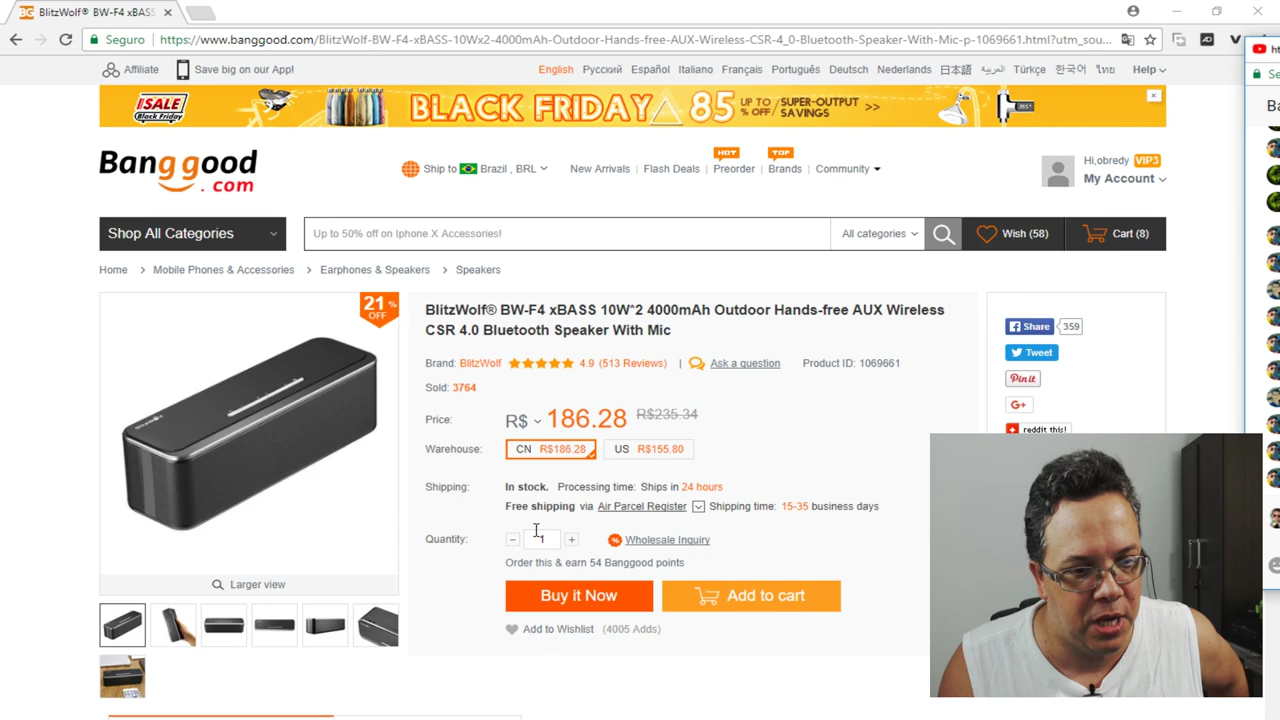 BG BlitzWolf® BW-F4 xBASS
Seguro https://www.banggood.com/BlitzWolf-BW-F4-xBASS-10Wx2-4000mAh-Outdoor-Hands-free-AUX-Wireless-CSR-4_0-Bluetooth-Speaker-With-Mic-p-1069661.html?utm_sou...
Affiliate Save big on our App! English Русский Español Italiano Français Português Deutsch Nederlands 日本語 العربية Türkçe 한국어 ไทย Help
SALE Black Friday BLACK FRIDAY 85 UP TO % OFF / SUPER-OUTPUT SAVINGS >>
HOT TOP
Banggood.com Ship to Brazil , BRL New Arrivals Flash Deals Preorder Brands Community Hi,obredy VIP3
My Account
Shop All Categories Up to 50% off on Iphone X Accessories! All categories Wish (58) Cart (8)
Home > Mobile Phones & Accessories > Earphones & Speakers > Speakers
21% OFF
BlitzWolf® BW-F4 xBASS 10W*2 4000mAh Outdoor Hands-free AUX Wireless
CSR 4.0 Bluetooth Speaker With Mic
Share 359
Tweet
Pin it
G+
reddit this!
Brand: BlitzWolf 4.9 (513 Reviews) | Ask a question Product ID: 1069661
Sold: 3764
Price: R$ 186.28 R$235.34
Warehouse: CN R$186.28 US R$155.80
Shipping: In stock. Processing time: Ships in 24 hours
Free shipping via Air Parcel Register Shipping time: 15-35 business days
Quantity: − 1 + Wholesale Inquiry
Order this & earn 54 Banggood points
Larger view
Buy it Now Add to cart
Add to Wishlist (4005 Adds)